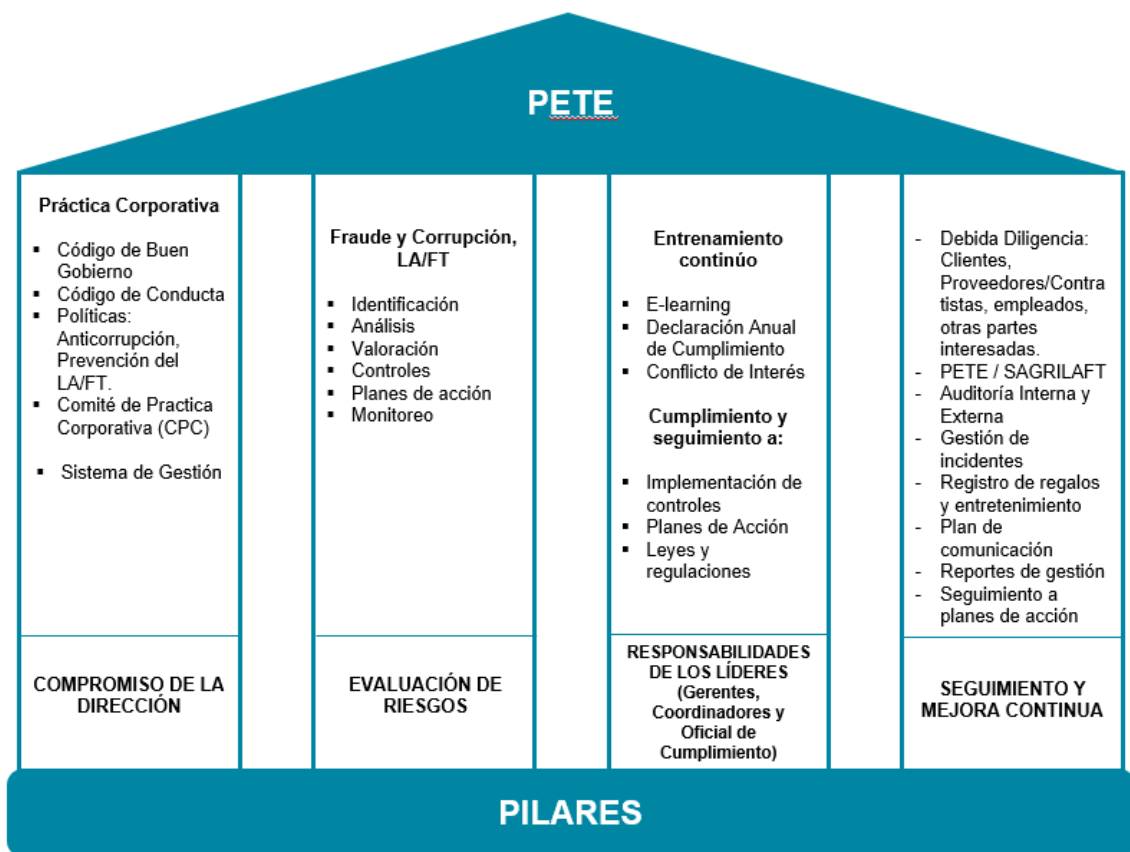 PETE
Práctica Corporativa
▪ Código de Buen
Gobierno
▪ Código de Conducta
▪ Políticas:
Anticorrupción,
Prevención del
LA/FT.
▪ Comité de Practica
Corporativa (CPC)
▪ Sistema de Gestión
COMPROMISO DE LA
DIRECCIÓN
Fraude y Corrupción,
LA/FT
▪ Identificación
▪ Análisis
▪ Valoración
▪ Controles
▪ Planes de acción
▪ Monitoreo
EVALUACIÓN DE
RIESGOS
Entrenamiento
continúo
▪ E-learning
▪ Declaración Anual
de Cumplimiento
▪ Conflicto de Interés
Cumplimiento y
seguimiento a:
▪ Implementación de
controles
▪ Planes de Acción
▪ Leyes y
regulaciones
RESPONSABILIDADES
DE LOS LÍDERES
(Gerentes,
Coordinadores y
Oficial de
Cumplimiento)
- Debida Diligencia:
Clientes,
Proveedores/Contra
tistas, empleados,
otras partes
interesadas.
- PETE / SAGRILAFT
- Auditoría Interna y
Externa
- Gestión de
incidentes
- Registro de regalos
y entretenimiento
- Plan de
comunicación
- Reportes de gestión
- Seguimiento a
planes de acción
SEGUIMIENTO Y
MEJORA CONTINUA
PILARES